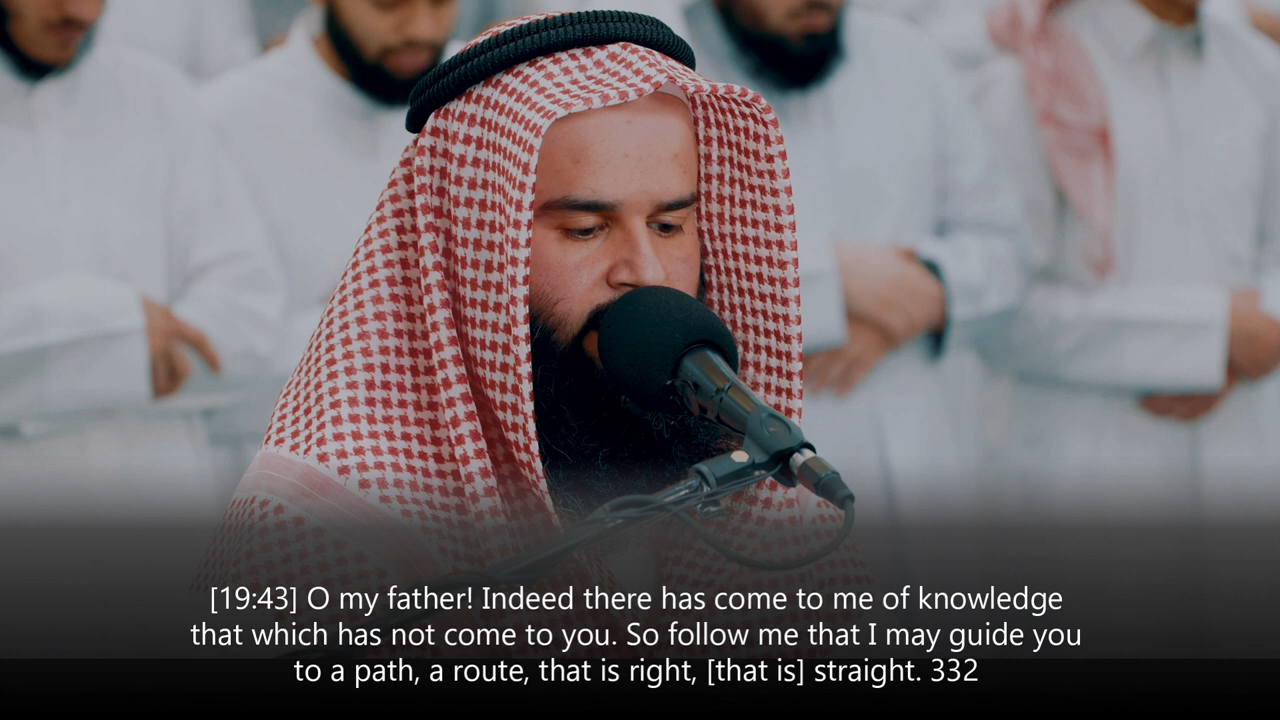 [19:43] O my father! Indeed there has come to me of knowledge
that which has not come to you. So follow me that I may guide you
to a path, a route, that is right, [that is] straight. 332